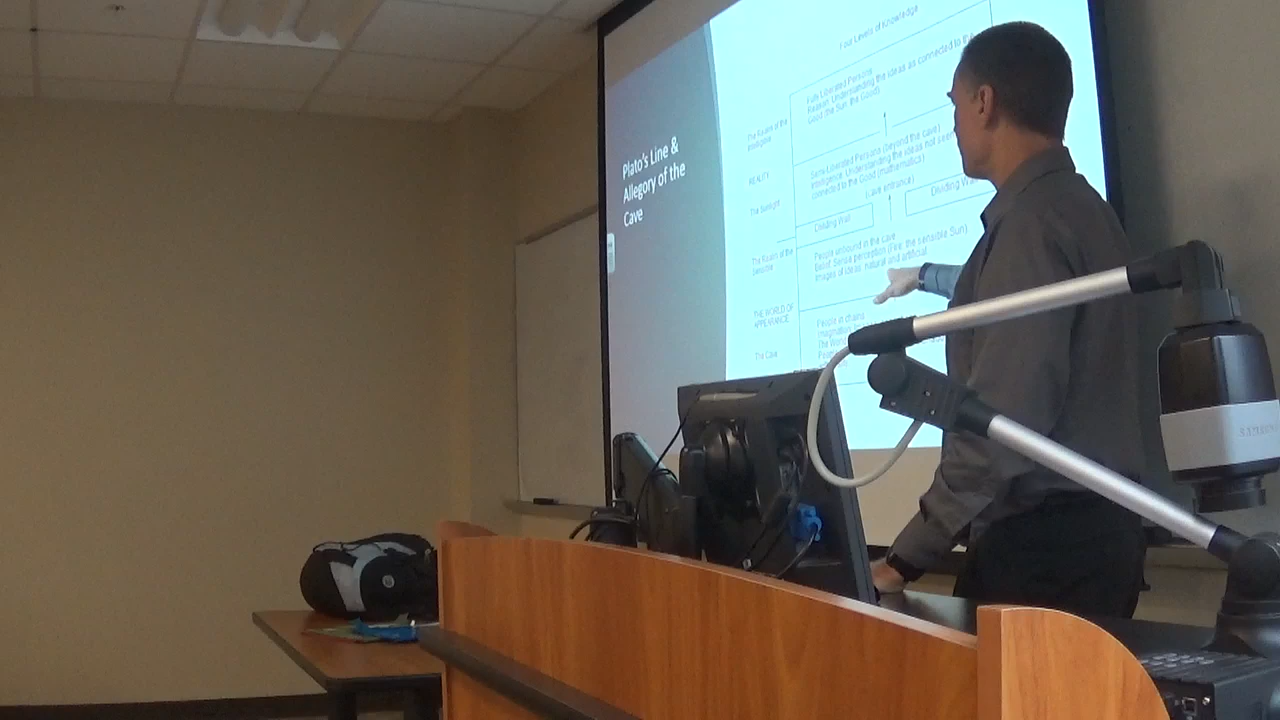 Plato's Line &
Allegory of the
Cave
Four Levels of Knowledge
The Realm of the
Intelligence
Fully Liberated Persons
Reason: Understanding the ideas as connected to the
Good (the Sun: the Good)
REALITY
The Sunlight
Semi Liberated Persons (beyond the cave)
Intelligence: Understanding the ideas not seen
connected to the Good (mathematics)
(cave entrance)
Dividing Wall
Dividing Wall
The Realm of the
Sensible
People unbound in the cave
Belief: Sense perception (Fire: the sensible Sun)
Images of ideas: natural and artificial
THE WORLD OF
APPEARANCE
The Cave
People in chains
The World